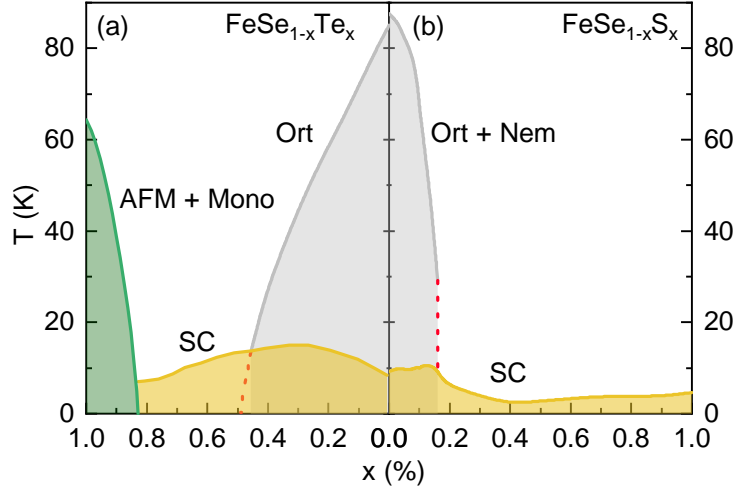 (a) FeSe1-xTex (b) FeSe1-xSx
80 80
Ort Ort + Nem
60 60
AFM + Mono
T (K)
40 40
20 20
SC SC
0 0
1.0 0.8 0.6 0.4 0.2 0.0 0.0 0.2 0.4 0.6 0.8 1.0
x (%)